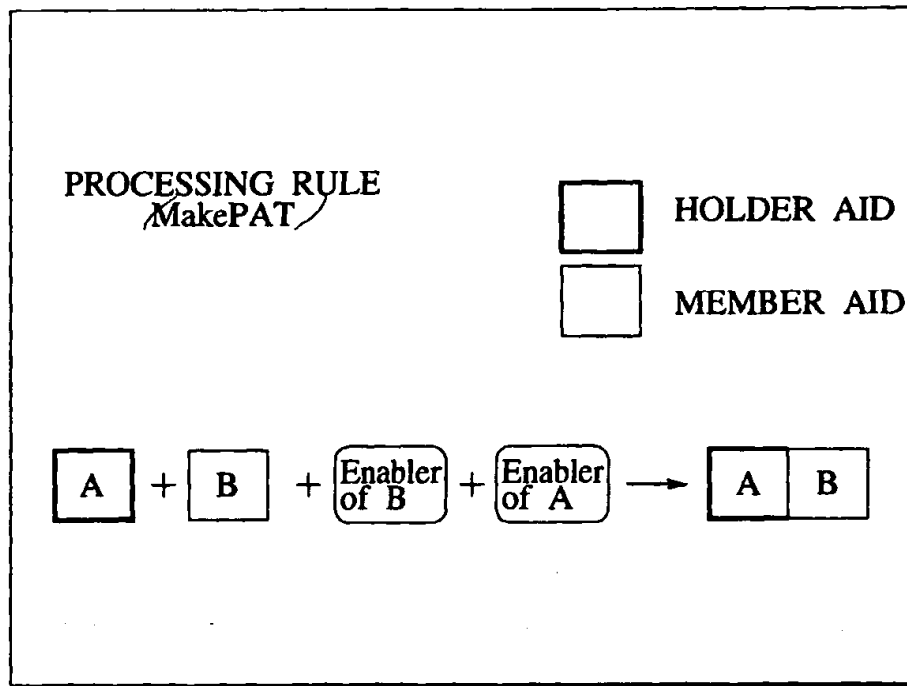 PROCESSING RULE
MakePAT
HOLDER AID
MEMBER AID
A + B + Enabler of B + Enabler of A → A B